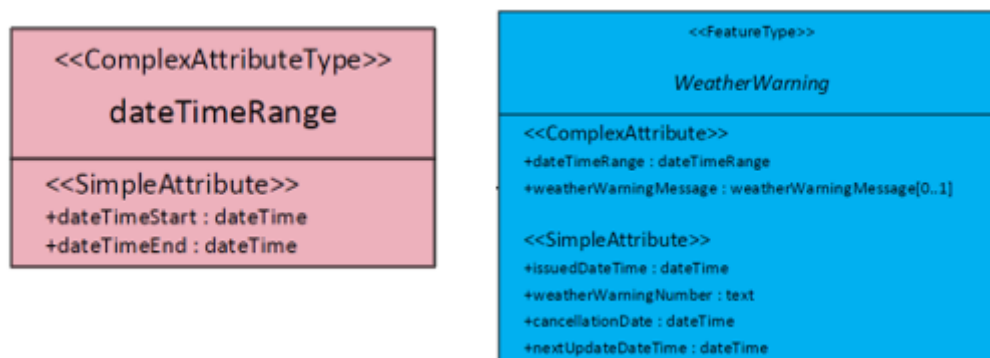 <<ComplexAttributeType>>
dateTimeRange
<<SimpleAttribute>>
+dateTimeStart : dateTime
+dateTimeEnd : dateTime
<<FeatureType>>
WeatherWarning
<<ComplexAttribute>>
+dateTimeRange : dateTimeRange
+weatherWarningMessage : weatherWarningMessage[0..1]
<<SimpleAttribute>>
+issuedDateTime : dateTime
+weatherWarningNumber : text
+cancellationDate : dateTime
+nextUpdateDateTime : dateTime